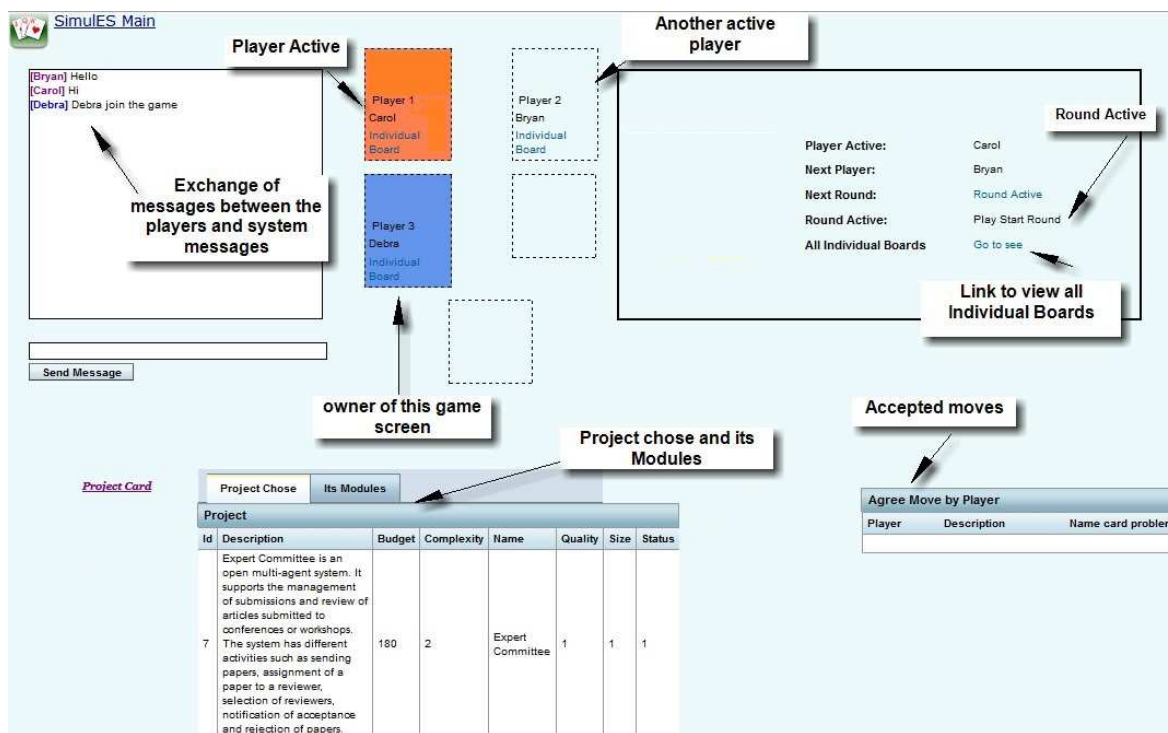 SimulES Main
Player Active
Another active
player
[Bryan] Hello
[Carol] Hi
[Debra] Debra join the game
Exchange of
messages between the
players and system
messages
Send Message
Player 1
Carol
Individual
Board
Player 2
Bryan
Individual
Board
Player 3
Debra
Individual
Board
owner of this game
screen
Round Active
Player Active: Carol
Next Player: Bryan
Next Round: Round Active
Round Active: Play Start Round
All Individual Boards Go to see
Link to view all
Individual Boards
Accepted moves
Project chose and its
Modules
Project Card
Project Chose Its Modules
Project
Id Description Budget Complexity Name Quality Size Status
Expert Committee is an
open multi-agent system. It
supports the management
of submissions and review of
articles submitted to
conferences or workshops.
7 The system has different 180 2 Expert Committee 1 1 1
activities such as sending
papers, assignment of a
paper to a reviewer,
selection of reviewers,
notification of acceptance
and rejection of papers.
Agree Move by Player
Player Description Name card problem